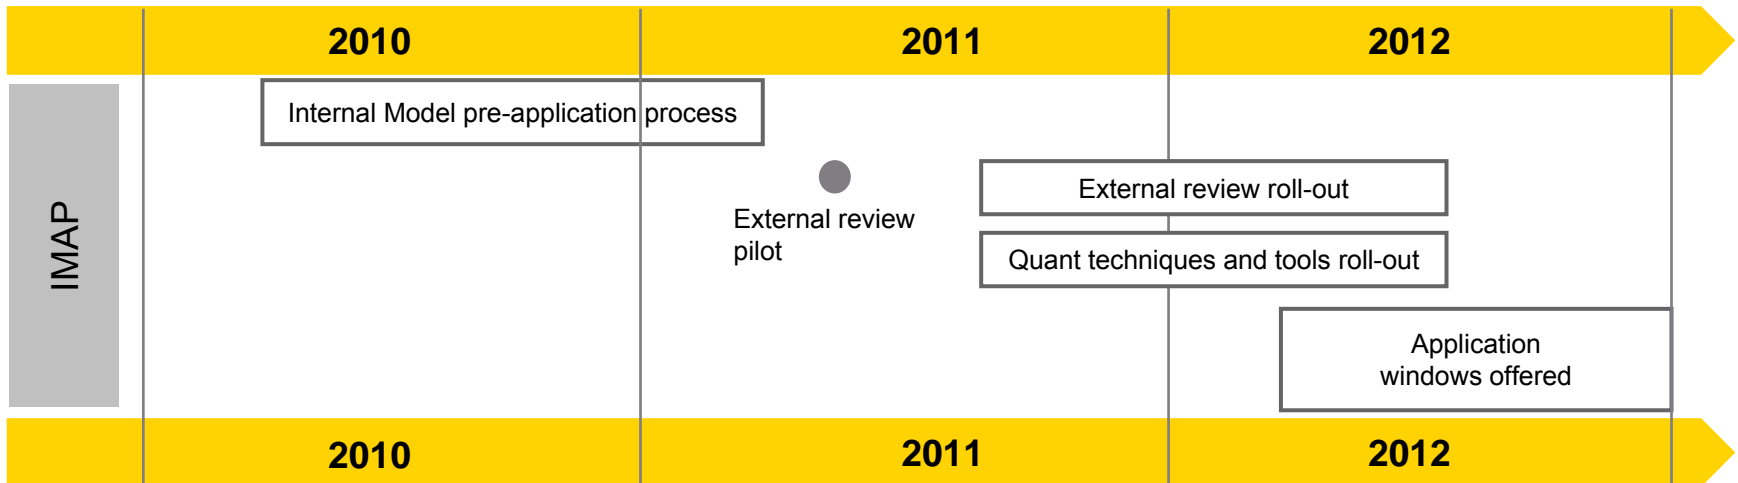 2010 2011 2012
Internal Model pre-application process
External review roll-out
External review
pilot
IMAP
Quant techniques and tools roll-out
Application
windows offered
2010 2011 2012